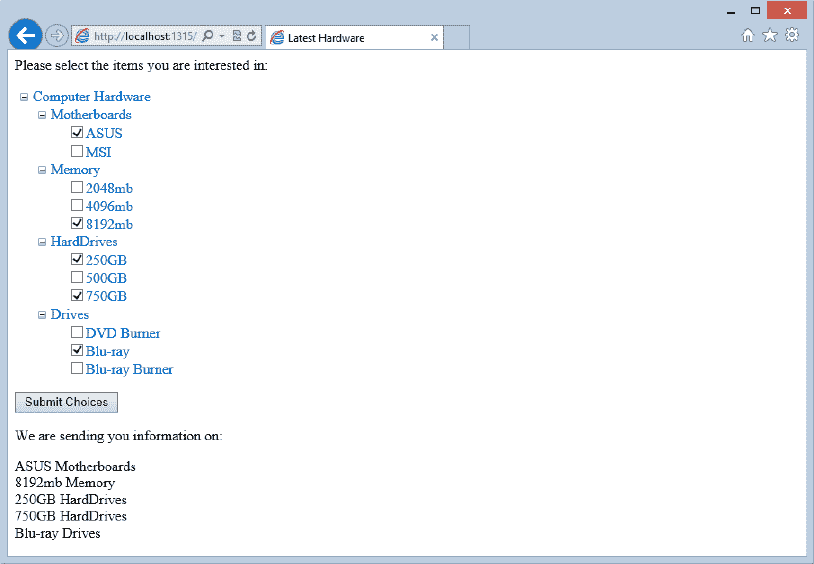 http://localhost:1315/
Latest Hardware
Please select the items you are interested in:
Computer Hardware
Motherboards
ASUS
MSI
Memory
2048mb
4096mb
8192mb
HardDrives
250GB
500GB
750GB
Drives
DVD Burner
Blu-ray
Blu-ray Burner
Submit Choices
We are sending you information on:
ASUS Motherboards
8192mb Memory
250GB HardDrives
750GB HardDrives
Blu-ray Drives